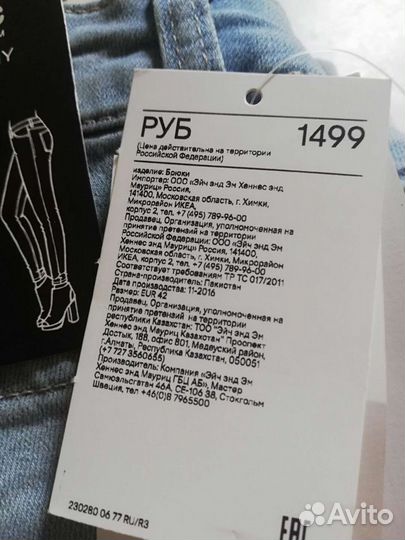 Y
РУБ 1499
(Цена действительна на территории
Российской Федерации)
изделие: Брюки
Импортер: ООО «Эйч энд Эм Хеннес энд
Мауриц» Россия,
141400, Московская область, г. Химки,
Микрорайон ИКЕА,
корпус 2, тел. +7 (495) 789-96-00
Продавец, Организация, уполномоченная на
принятие претензий на территории
Российской Федерации: ООО «Эйч энд Эм
Хеннес энд Мауриц» Россия, 141400,
Московская область, г. Химки, Микрорайон
ИКЕА, корпус 2, тел. +7 (495) 789-96-00
Соответствует требованиям ТР ТС 017/2011
Страна-производитель: Пакистан
Дата производства: 11-2016
Размер: EUR 42
Продавец, Организация, уполномоченная на
принятие претензий на территории
республики Казахстан: ТОО "Эйч энд Эм
Хеннес энд Мауриц Казахстан" Проспект
Достык, 188, офис 801, Медеуский район,
г.Алматы, Республика Казахстан, 050051
(+7 727 3560655)
Производитель: Компания «Эйч энд Эм
Хеннес энд Мауриц ГБЦ АБ», Мастер
Самуэльсгатан 46А, СЕ-106 38, Стокгольм
Швеция, тел +46(0)8 7965500
230280 06 77 RU/R3
EAC
Avito